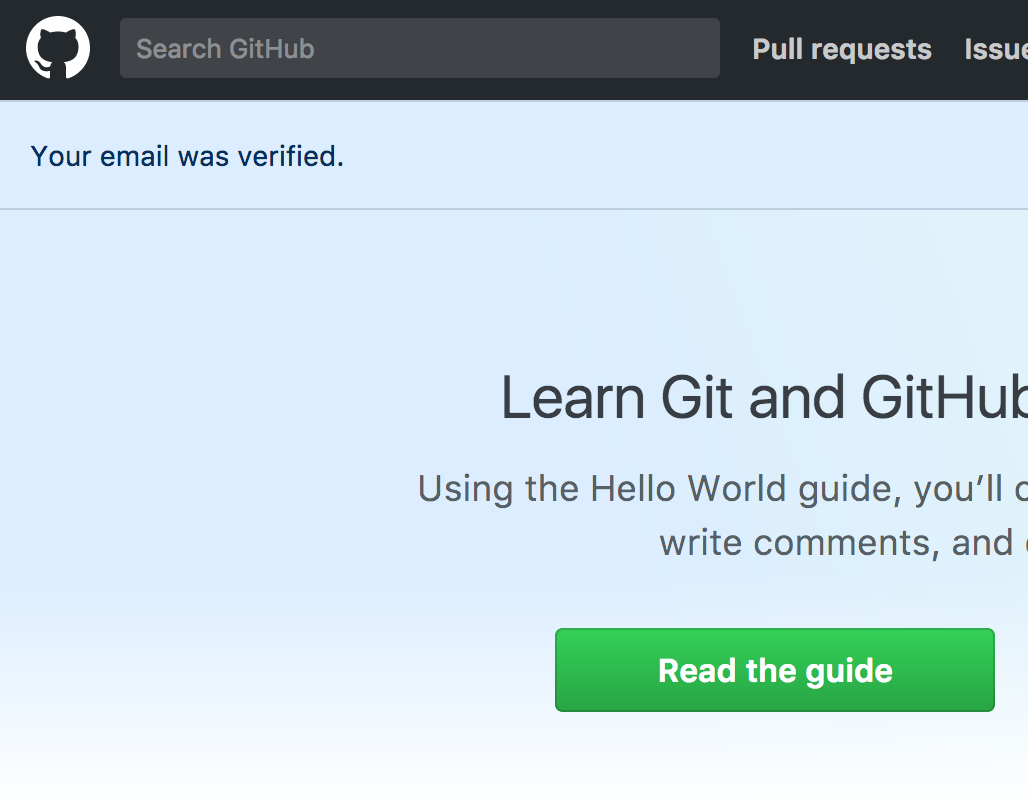 Search GitHub
Pull requests
Your email was verified.
Learn Git and GitHub
Using the Hello World guide, you’ll
write comments, and
Read the guide